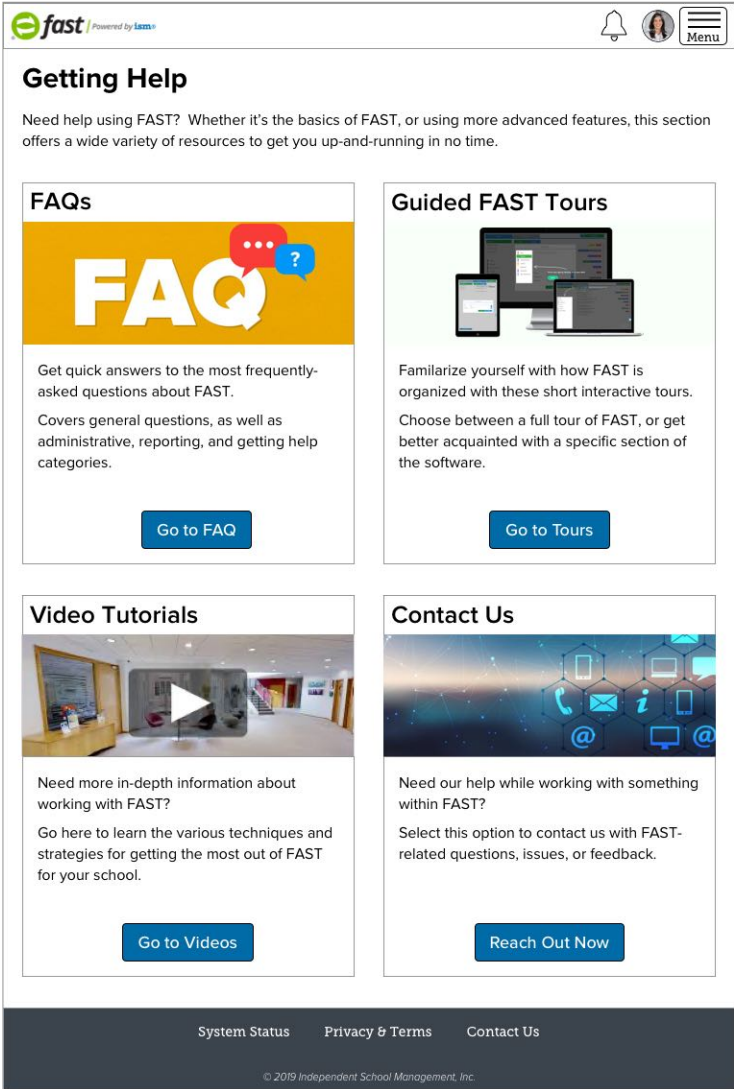 fast | Powered by ism
Menu
Getting Help
Need help using FAST?  Whether it's the basics of FAST, or using more advanced features, this section
offers a wide variety of resources to get you up-and-running in no time.
FAQs
FAQ
?
Get quick answers to the most frequently-
asked questions about FAST.
Covers general questions, as well as
administrative, reporting, and getting help
categories.
Go to FAQ
Guided FAST Tours
Familarize yourself with how FAST is
organized with these short interactive tours.
Choose between a full tour of FAST, or get
better acquainted with a specific section of
the software.
Go to Tours
Video Tutorials
Need more in-depth information about
working with FAST?
Go here to learn the various techniques and
strategies for getting the most out of FAST
for your school.
Go to Videos
Contact Us
i
@
@
Need our help while working with something
within FAST?
Select this option to contact us with FAST-
related questions, issues, or feedback.
Reach Out Now
System Status Privacy & Terms Contact Us
© 2019 Independent School Management, Inc.